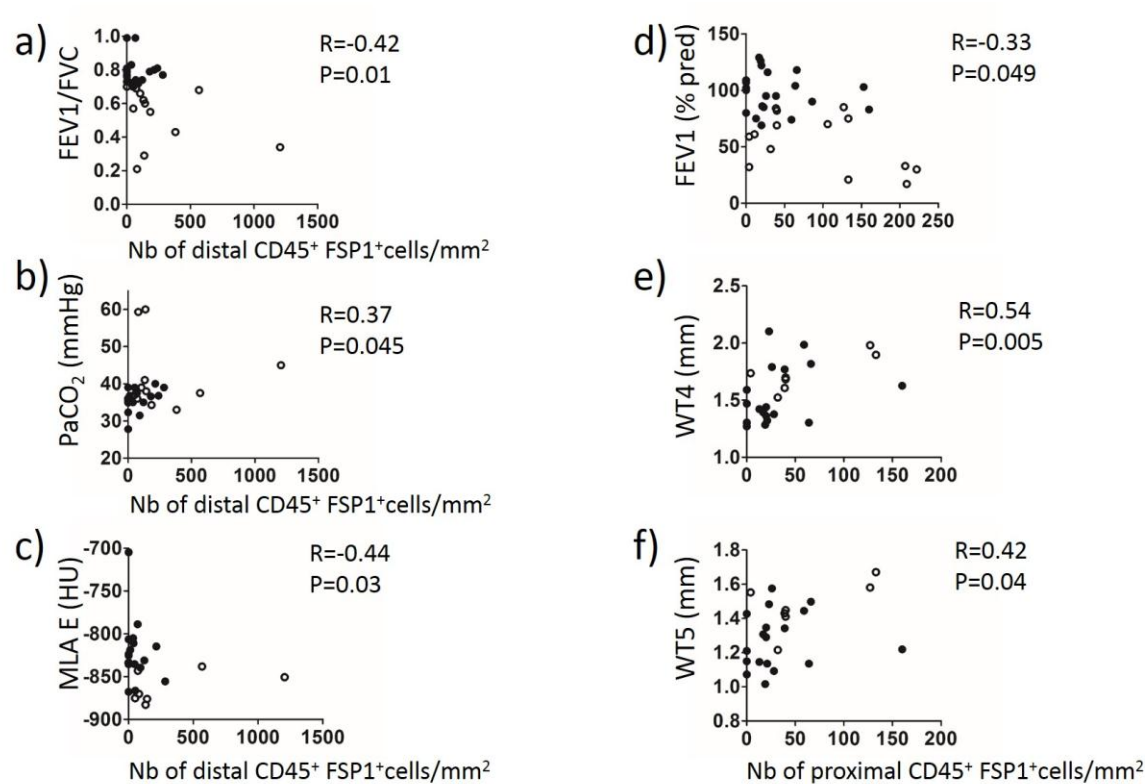 a)
FEV1/FVC
1.0
0.8
0.6
0.4
0.2
0.0
0 500 1000 1500
R=-0.42
P=0.01
Nb of distal CD45⁺ FSP1⁺cells/mm²
b)
PaCO₂ (mmHg)
60
50
40
30
20
0 500 1000 1500
R=0.37
P=0.045
Nb of distal CD45⁺ FSP1⁺cells/mm²
c)
MLA E (HU)
-700
-750
-800
-850
-900
0 500 1000 1500
R=-0.44
P=0.03
Nb of distal CD45⁺ FSP1⁺cells/mm²
d)
FEV1 (% pred)
150
100
50
0
0 50 100 150 200 250
R=-0.33
P=0.049
e)
WT4 (mm)
2.5
2.0
1.5
1.0
0 50 100 150 200
R=0.54
P=0.005
f)
WT5 (mm)
1.8
1.6
1.4
1.2
1.0
0.8
0 50 100 150 200
R=0.42
P=0.04
Nb of proximal CD45⁺ FSP1⁺cells/mm²